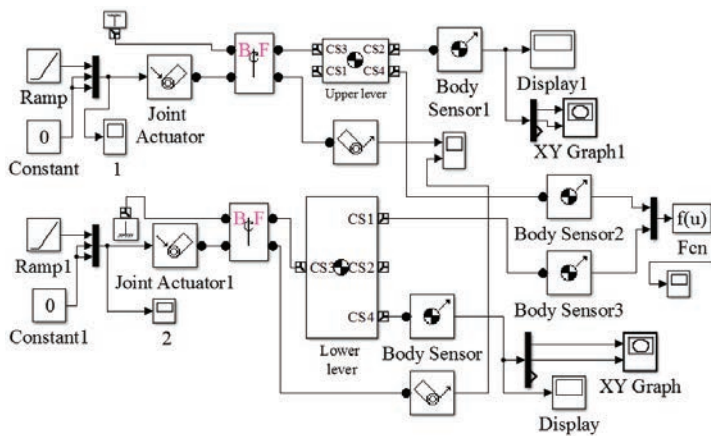 B F
CS3 CS2
CS1 CS4
Upper lever
Ramp
Joint
Actuator
Body
Sensor1
Display1
0
Constant
1
XY Graph1
B F
CS1
CS3 CS2
CS4
Lower
lever
Ramp1
Joint Actuator1
0
Constant1
2
Body Sensor2
f(u)
Fcn
Body Sensor3
Body Sensor
XY Graph
Display